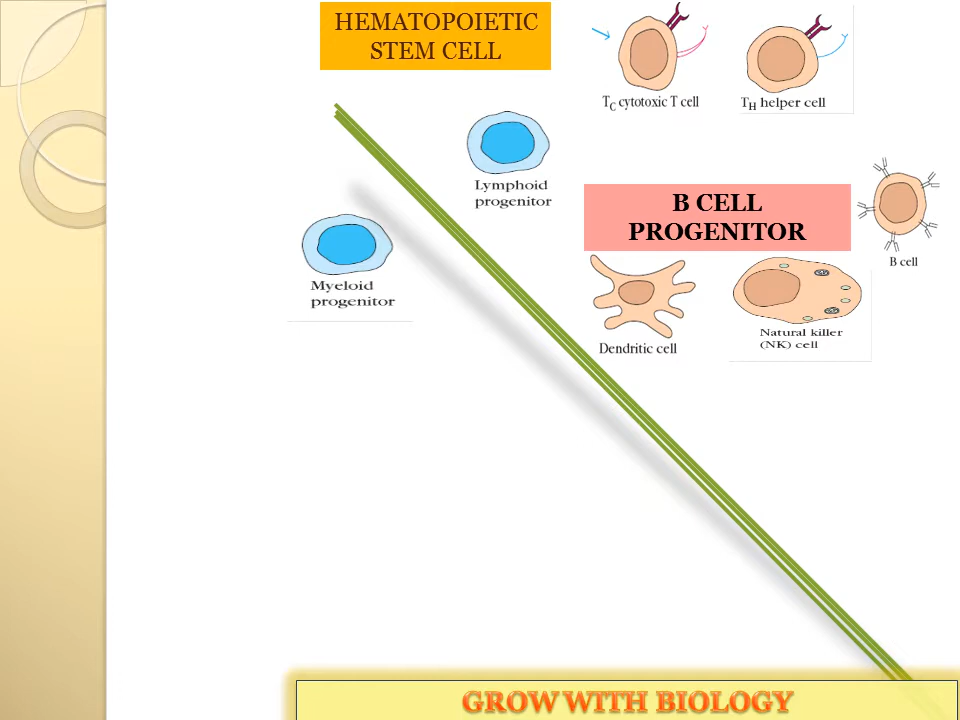 HEMATOPOIETIC
STEM CELL
TC cytotoxic T cell
TH helper cell
Lymphoid
progenitor
B CELL
PROGENITOR
B cell
Myeloid
progenitor
Dendritic cell
Natural killer
(NK) cell
GROW WITH BIOLOGY